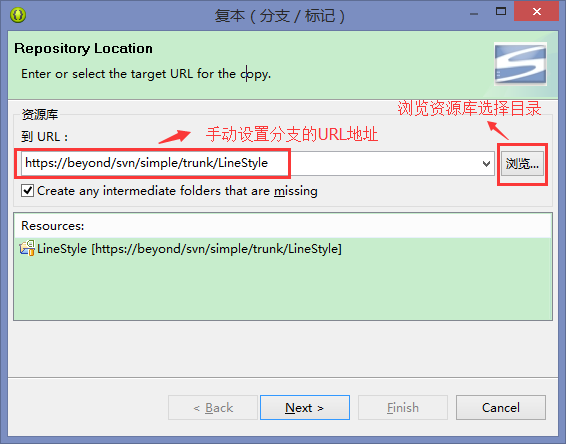 复本（分支／标记）
Repository Location
Enter or select the target URL for the copy.
浏览资源库选择目录
资源库
到 URL：
手动设置分支的URL地址
https://beyond/svn/simple/trunk/LineStyle
浏览...
Create any intermediate folders that are missing
Resources:
LineStyle [https://beyond/svn/simple/trunk/LineStyle]
< Back
Next >
Finish
Cancel